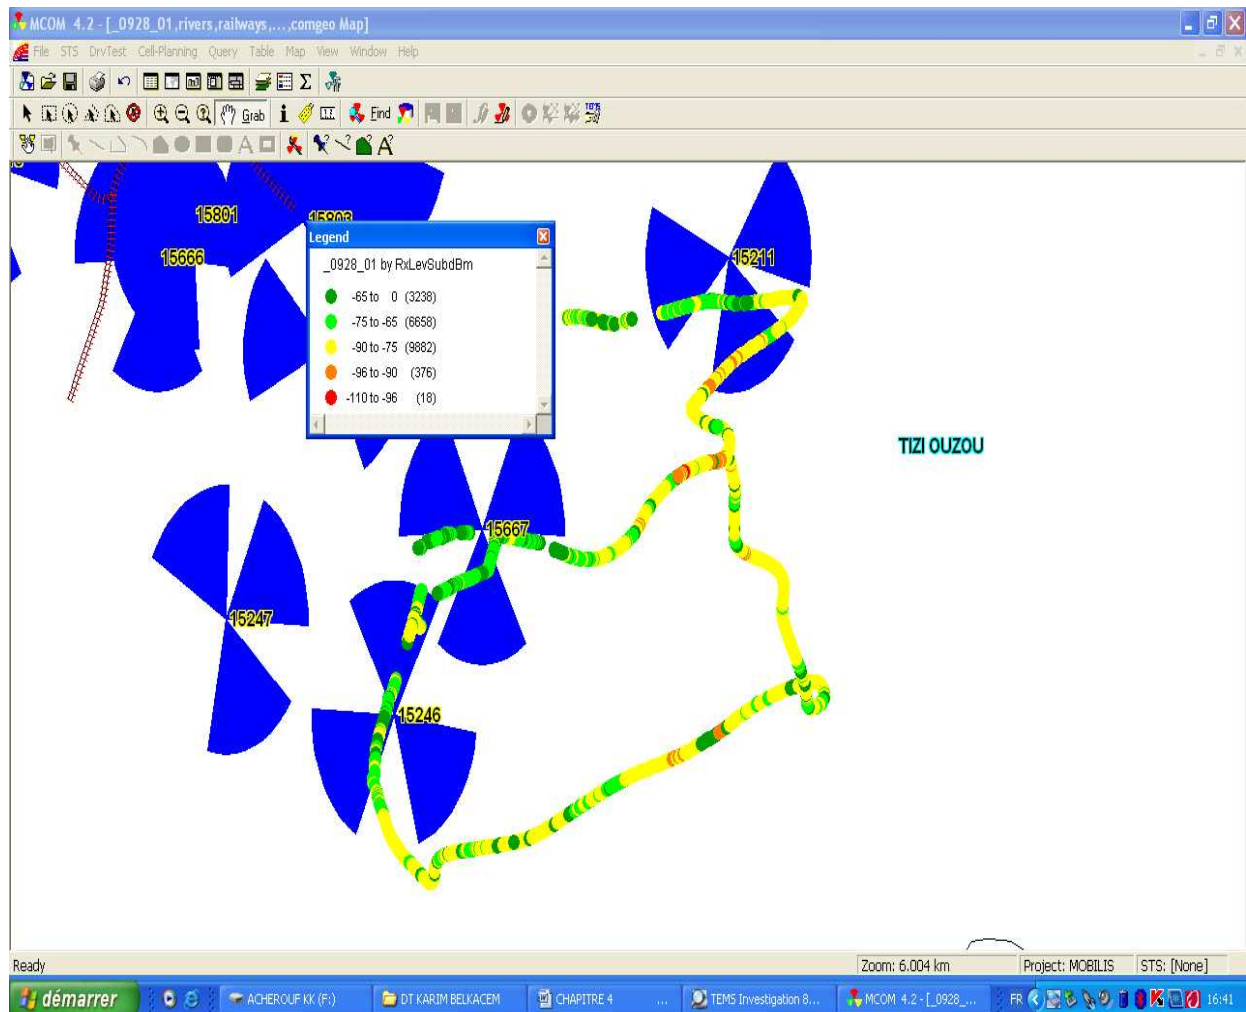 MCOM 4.2 - [_0928_01,rivers,railways,...,comgeo Map]
File STS DrvTest Cell-Planning Query Table Map View Window Help
Grab Find
15801
15803
15666
15211
Legend
_0928_01 by RxLevSubdBm
-65 to 0 (3238)
-75 to -65 (6658)
-90 to -75 (9882)
-96 to -90 (376)
-110 to -96 (18)
TIZI OUZOU
15667
15247
15246
Ready Zoom: 6.004 km Project: MOBILIS STS: [None]
démarrer ACHEROUF KK (F:) DT KARIM BELKACEM CHAPITRE 4 ... TEMS Investigation 8... MCOM 4.2 - [_0928_... FR 16:41